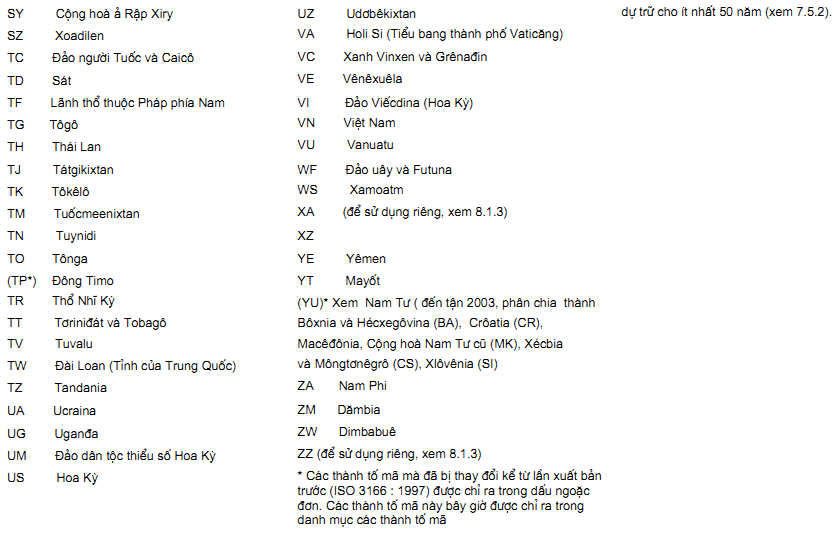 SY Cộng hoà ả Rập Xiry
SZ Xoadilen
TC Đảo người Tuốc và Caicô
TD Sát
TF Lãnh thổ thuộc Pháp phía Nam
TG Tôgô
TH Thái Lan
TJ Tátgikixtan
TK Tôkêlô
TM Tuốcmeenixtan
TN Tuynidi
TO Tônga
(TP*) Đông Timo
TR Thổ Nhĩ Kỳ
TT Tơriniđát và Tobagô
TV Tuvalu
TW Đài Loan (Tỉnh của Trung Quốc)
TZ Tandania
UA Ucraina
UG Uganđa
UM Đảo dân tộc thiểu số Hoa Kỳ
US Hoa Kỳ
UZ Udơbêkixtan
VA Holi Si (Tiểu bang thành phố Vaticăng)
VC Xanh Vinxen và Grênađin
VE Vênêxuêla
VI Đảo Viếcdina (Hoa Kỳ)
VN Việt Nam
VU Vanuatu
WF Đảo uây và Futuna
WS Xamoatm
XA (để sử dụng riêng, xem 8.1.3)
XZ
YE Yêmen
YT Mayốt
(YU)* Xem Nam Tư ( đến tận 2003, phân chia thành
Bôxnia và Hécxegôvina (BA), Crôatia (CR),
Macêđônia, Cộng hoà Nam Tư cũ (MK), Xécbia
và Môngtơnêgrô (CS), Xlôvênia (SI)
ZA Nam Phi
ZM Dămbia
ZW Dimbabuê
ZZ (để sử dụng riêng, xem 8.1.3)
* Các thành tố mã mà đã bị thay đổi kể từ lần xuất bản
trước (ISO 3166 : 1997) được chỉ ra trong dấu ngoặc
đơn. Các thành tố mã này bây giờ được chỉ ra trong
danh mục các thành tố mã
dự trữ cho ít nhất 50 năm (xem 7.5.2).